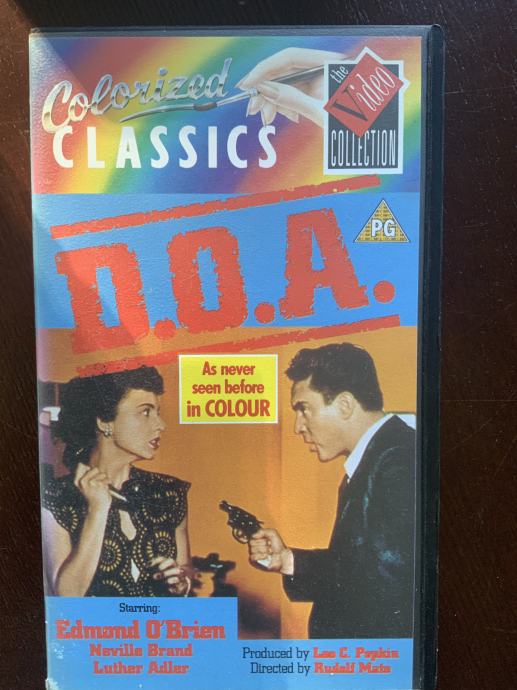 Colorized
CLASSICS
the
Video
COLLECTION
PG
D.O.A.
As never
seen before
in COLOUR
Starring:
Edmond O'Brien
Neville Brand
Luther Adler
Produced by Leo C. Popkin
Directed by Rudolf Mate